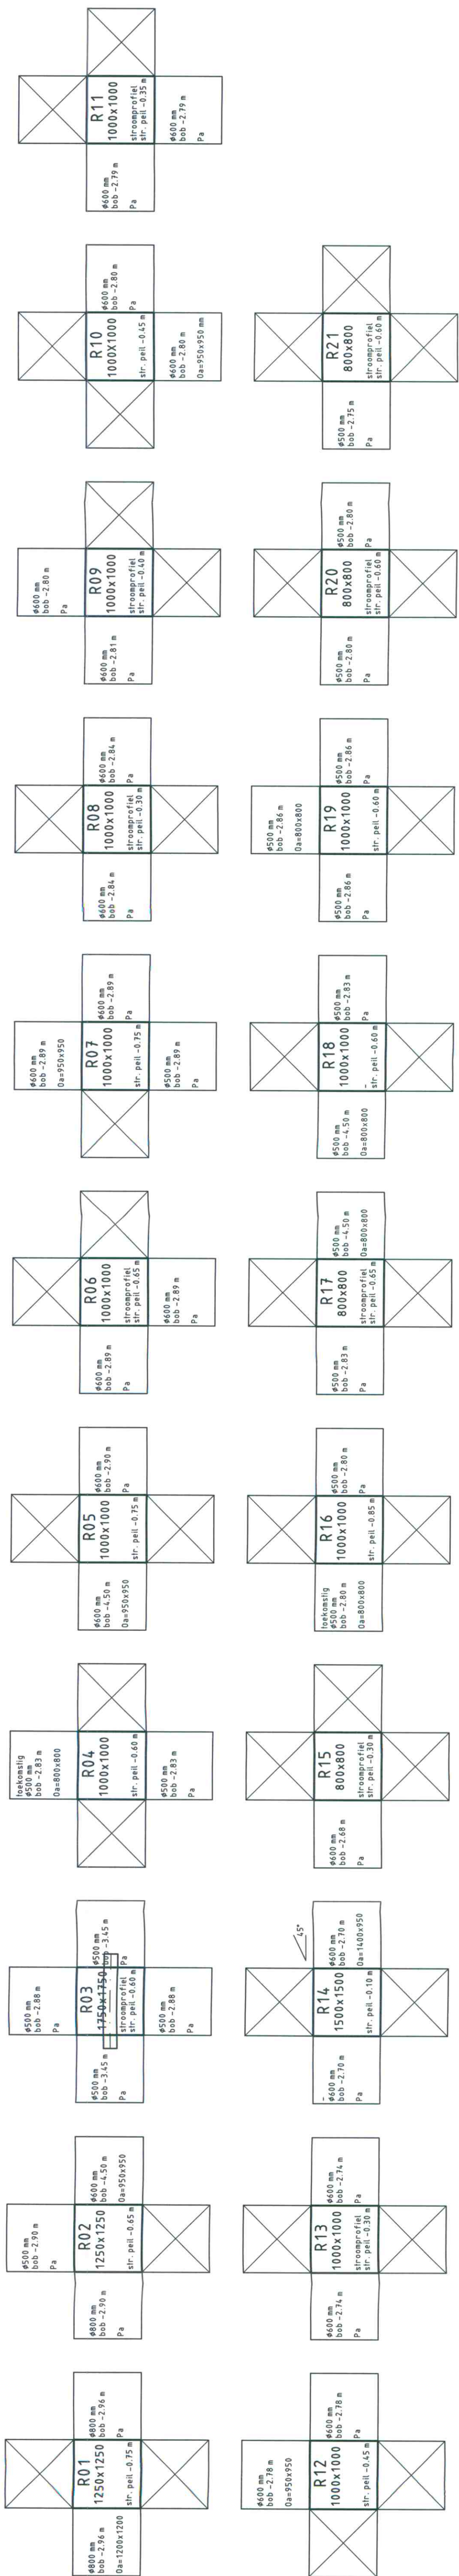 ø800 mm
bob -2.96 m
Oa=1200x1200
R01
1250x1250
str. peil -0.75 m
ø800 mm
bob -2.96 m
Pa
ø500 mm
bob -2.90 m
Pa
ø800 mm
bob -2.90 m
Pa
R02
1250x1250
str. peil -0.65 m
ø600 mm
bob -4.50 m
Oa=950x950
ø500 mm
bob -2.88 m
Pa
ø500 mm
bob -3.45 m
Pa
R03
1750x1750
stroomprofiel
str. peil -0.60 m
ø500 mm
bob -3.45 m
Pa
ø500 mm
bob -2.88 m
Pa
toekomstig
ø500 mm
bob -2.83 m
Oa=800x800
R04
1000x1000
str. peil -0.60 m
ø500 mm
bob -2.83 m
Pa
ø600 mm
bob -4.50 m
Oa=950x950
R05
1000x1000
str. peil -0.75 m
ø600 mm
bob -2.90 m
Pa
ø600 mm
bob -2.89 m
Pa
R06
1000x1000
stroomprofiel
str. peil -0.65 m
ø600 mm
bob -2.89 m
Pa
ø600 mm
bob -2.89 m
Oa=950x950
R07
1000x1000
str. peil -0.75 m
ø600 mm
bob -2.89 m
Pa
ø500 mm
bob -2.89 m
Pa
ø600 mm
bob -2.84 m
Pa
R08
1000x1000
stroomprofiel
str. peil -0.30 m
ø600 mm
bob -2.84 m
Pa
ø600 mm
bob -2.80 m
Pa
ø600 mm
bob -2.81 m
Pa
R09
1000x1000
stroomprofiel
str. peil -0.40 m
R10
1000X1000
str. peil -0.45 m
ø600 mm
bob -2.80 m
Pa
ø600 mm
bob -2.80 m
Oa=950x950 mm
ø600 mm
bob -2.79 m
Pa
R11
1000x1000
stroomprofiel
str. peil -0.35 m
ø600 mm
bob -2.79 m
Pa
ø600 mm
bob -2.78 m
Oa=950x950
R12
1000x1000
str. peil -0.45 m
ø600 mm
bob -2.78 m
Pa
ø600 mm
bob -2.74 m
Pa
R13
1000x1000
stroomprofiel
str. peil -0.30 m
ø600 mm
bob -2.74 m
Pa
45°
ø600 mm
bob -2.70 m
Pa
R14
1500x1500
str. peil -0.10 m
ø600 mm
bob -2.70 m
Oa=1400x950
ø600 mm
bob -2.68 m
Pa
R15
800x800
stroomprofiel
str. peil -0.30 m
toekomstig
ø500 mm
bob -2.80 m
Oa=800x800
R16
1000x1000
str. peil -0.85 m
ø500 mm
bob -2.80 m
Pa
ø500 mm
bob -2.83 m
Pa
R17
800x800
stroomprofiel
str. peil -0.65 m
ø500 mm
bob -4.50 m
Oa=800x800
ø500 mm
bob -4.50 m
Oa=800x800
R18
1000x1000
str. peil -0.60 m
ø500 mm
bob -2.83 m
Pa
ø500 mm
bob -2.86 m
Oa=800x800
ø500 mm
bob -2.86 m
Pa
R19
1000x1000
str. peil -0.60 m
ø500 mm
bob -2.86 m
Pa
ø500 mm
bob -2.80 m
Pa
R20
800x800
stroomprofiel
str. peil -0.60 m
ø500 mm
bob -2.80 m
Pa
ø500 mm
bob -2.75 m
Pa
R21
800x800
stroomprofiel
str. peil -0.60 m